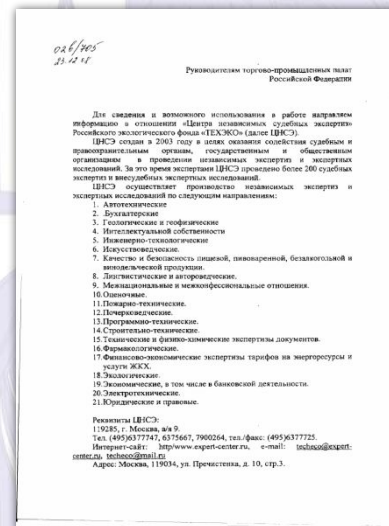 026/705
23.12.08
Руководителям торгово-промышленных палат
Российской Федерации
Для сведения и возможного использования в работе направляем
информацию в отношении «Центра независимых судебных экспертиз»
Российского экологического фонда «ТЕХЭКО» (далее ЦНСЭ).
ЦНСЭ создан в 2003 году в целях оказания содействия судебным и
правоохранительным органам, государственным и общественным
организациям в проведении независимых экспертиз и экспертных
исследований. За это время экспертами ЦНСЭ проведено более 200 судебных
экспертиз и внесудебных экспертных исследований.
ЦНСЭ осуществляет производство независимых экспертиз и
экспертных исследований по следующим направлениям:
1. Автотехнические
2. .Бухгалтерские
3. Геологические и геофизические
4. Интеллектуальной собственности
5. Инженерно-технологические
6. Искусствоведческие.
7. Качество и безопасность пищевой, пивоваренной, безалкогольной и
винодельческой продукции.
8. Лингвистические и автороведческие.
9. Межнациональные и межконфессиональные отношения.
10.Оценочные.
11.Пожарно-технические.
12.Почерковедческие.
13.Программно-технические.
14.Строительно-технические.
15.Технические и физико-химические экспертизы документов.
16.Фармакологические.
17.Финансово-экономические экспертизы тарифов на энергоресурсы и
услуги ЖКХ.
18.Экологические.
19.Экономические, в том числе в банковской деятельности.
20.Электротехнические.
21.Юридические и правовые.
Реквизиты ЦНСЭ:
119285, г. Москва, а/я 9.
Тел. (495)6377747, 6375667, 7900264, тел./факс: (495)6377725.
Интернет-сайт: http/www.expert-center.ru, e-mail: techeco@expert-
center.ru, techeco@mail.ru
Адрес: Москва, 119034, ул. Пречистенка, д. 10, стр.3.